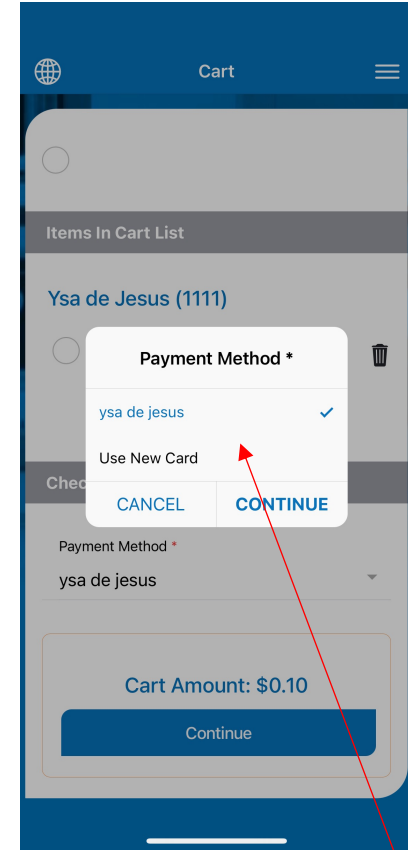 Cart
Items In Cart List
Ysa de Jesus (1111)
Payment Method *
ysa de jesus
Use New Card
Chec
CANCEL CONTINUE
Payment Method *
ysa de jesus
Cart Amount: $0.10
Continue